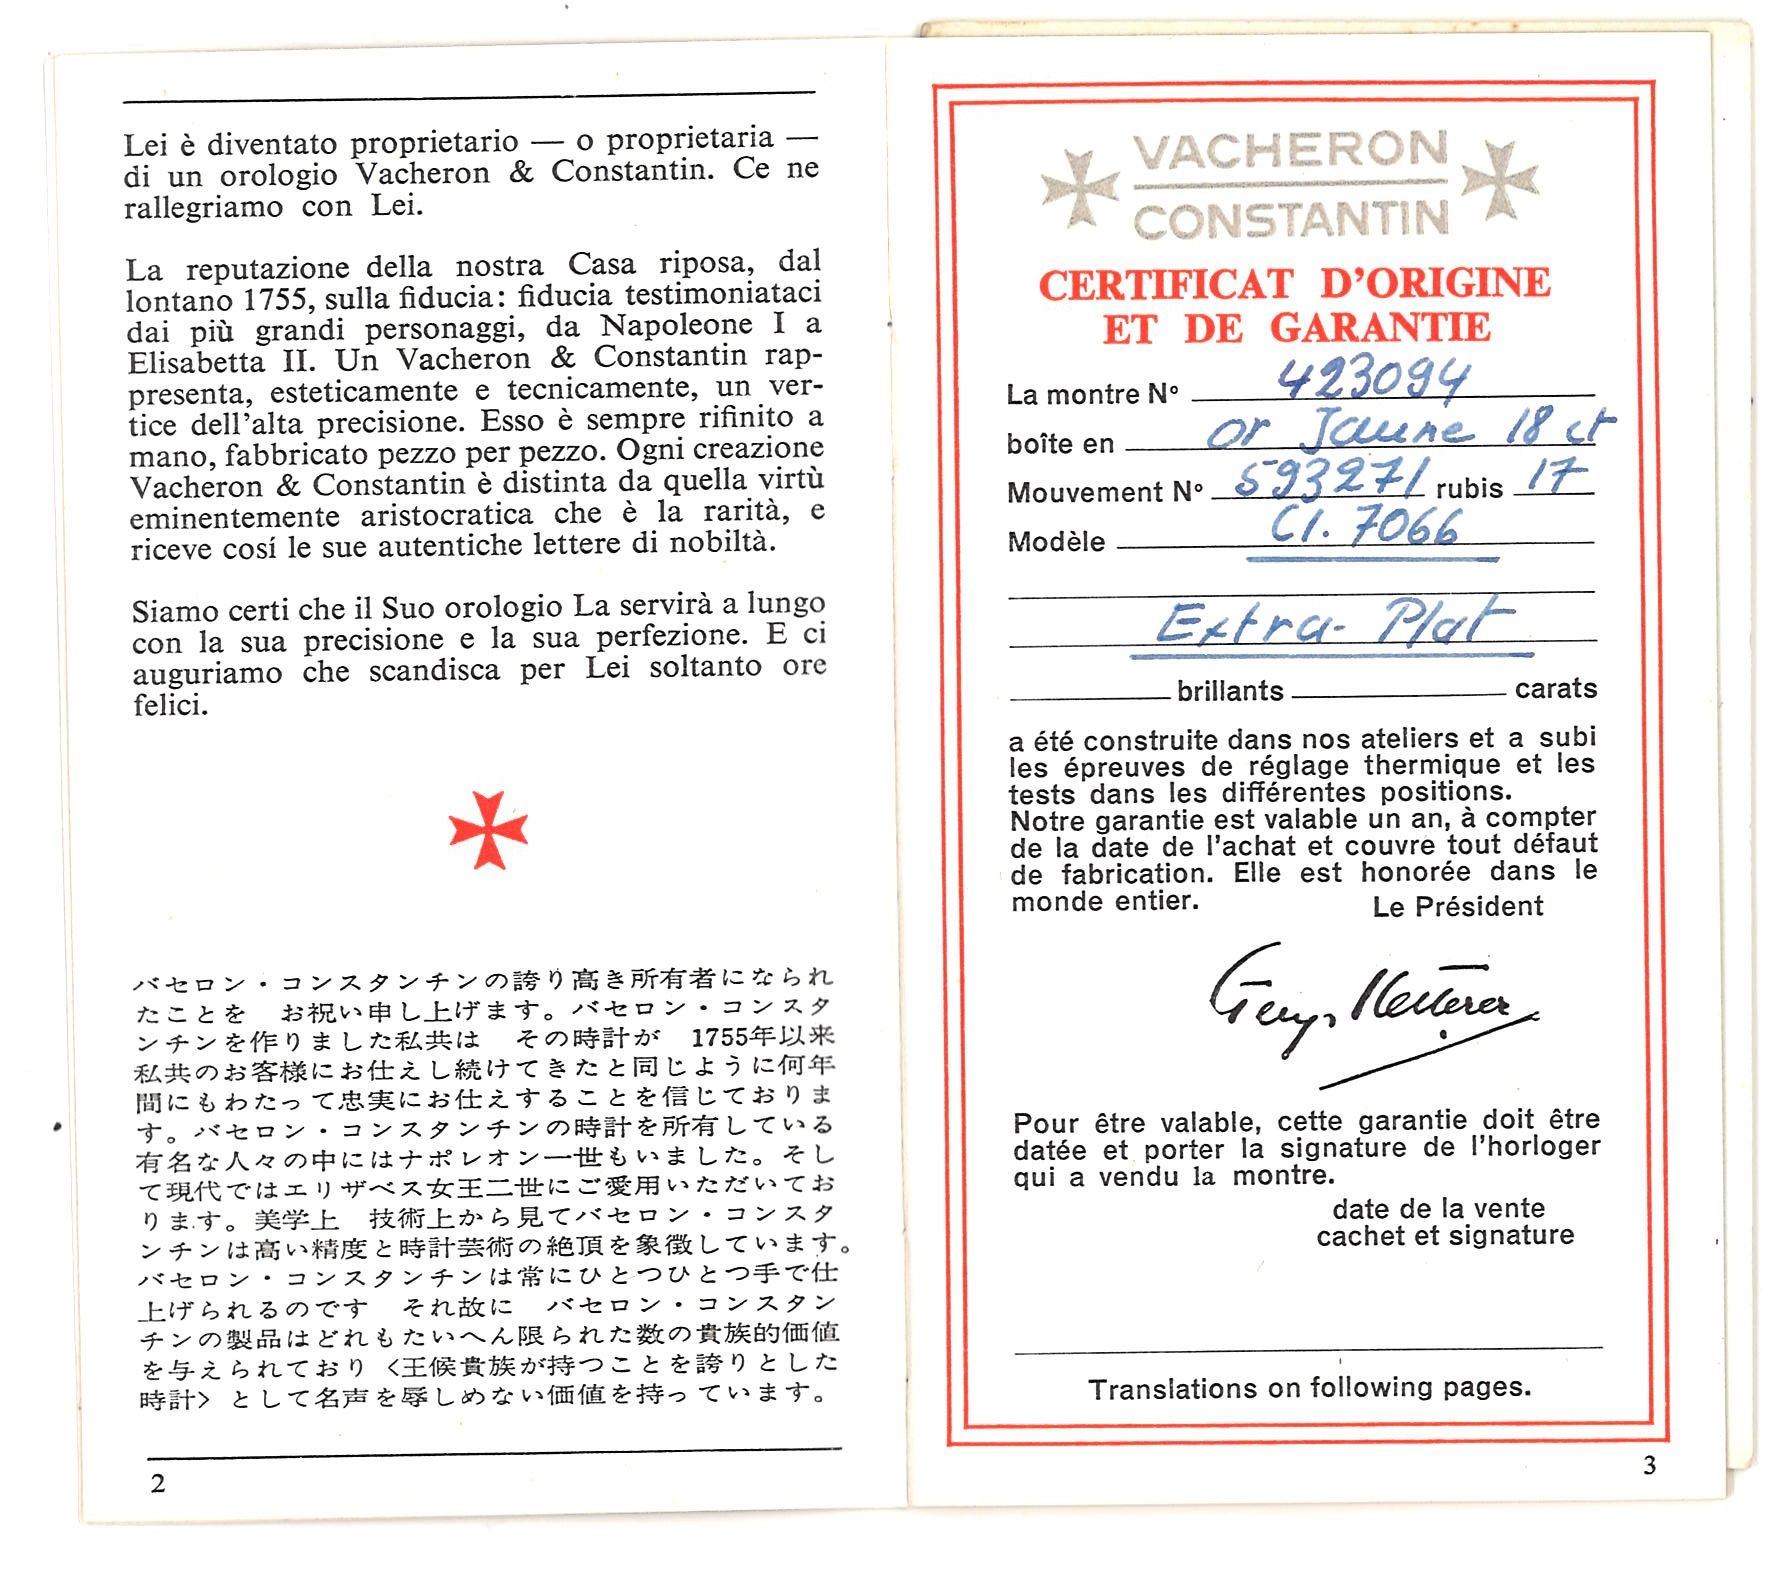 Lei è diventato proprietario — o proprietaria —
di un orologio Vacheron & Constantin. Ce ne
rallegriamo con Lei.
La reputazione della nostra Casa riposa, dal
lontano 1755, sulla fiducia: fiducia testimoniataci
dai più grandi personaggi, da Napoleone I a
Elisabetta II. Un Vacheron & Constantin rap-
presenta, esteticamente e tecnicamente, un ver-
tice dell'alta precisione. Esso è sempre rifinito a
mano, fabbricato pezzo per pezzo. Ogni creazione
Vacheron & Constantin è distinta da quella virtù
eminentemente aristocratica che è la rarità, e
riceve cosí le sue autentiche lettere di nobiltà.
Siamo certi che il Suo orologio La servirà a lungo
con la sua precisione e la sua perfezione. E ci
auguriamo che scandisca per Lei soltanto ore
felici.
バセロン・コンスタンチンの誇り高き所有者になられ
たことを　お祝い申し上げます。バセロン・コンスタ
ンチンを作りました私共は　その時計が　1755年以来
私共のお客様にお仕えし続けてきたと同じように何年
間にもわたって忠実にお仕えすることを信じておりま
す。バセロン・コンスタンチンの時計を所有している
有名な人々の中にはナポレオン一世もいました。そし
て現代ではエリザベス女王二世にご愛用いただいてお
ります。美学上　技術上から見てバセロン・コンスタ
ンチンは高い精度と時計芸術の絶頂を象徴しています。
バセロン・コンスタンチンは常にひとつひとつ手で仕
上げられるのです　それ故に　バセロン・コンスタン
チンの製品はどれもたいへん限られた数の貴族的価値
を与えられており〈王候貴族が持つことを誇りとした
時計〉として名声を辱しめない価値を持っています。
2
VACHERON
CONSTANTIN
CERTIFICAT D'ORIGINE
ET DE GARANTIE
La montre Nº 423094
boîte en or Jaune 18 ct
Mouvement Nº 593271 rubis 17
Modèle Cl. 7066
Extra-Plat
brillants carats
a été construite dans nos ateliers et a subi
les épreuves de réglage thermique et les
tests dans les différentes positions.
Notre garantie est valable un an, à compter
de la date de l'achat et couvre tout défaut
de fabrication. Elle est honorée dans le
monde entier. Le Président
Georges Ketterer
Pour être valable, cette garantie doit être
datée et porter la signature de l'horloger
qui a vendu la montre.
date de la vente
cachet et signature
Translations on following pages.
3